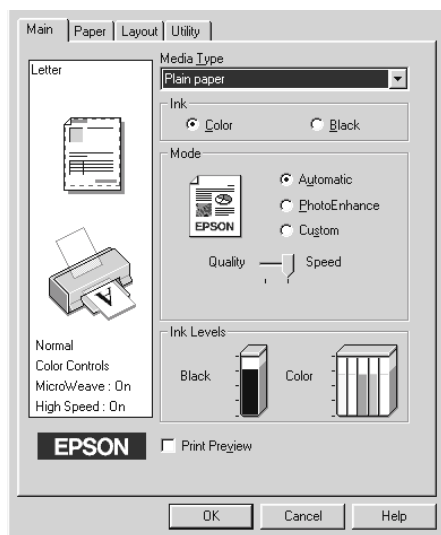 Main Paper Layout Utility
Letter
Media Type
Plain paper
Ink
Color Black
Mode
EPSON
Automatic
PhotoEnhance
Custom
Quality Speed
A
Normal
Color Controls
MicroWeave : On
High Speed : On
Ink Levels
Black Color
EPSON
Print Preview
OK Cancel Help